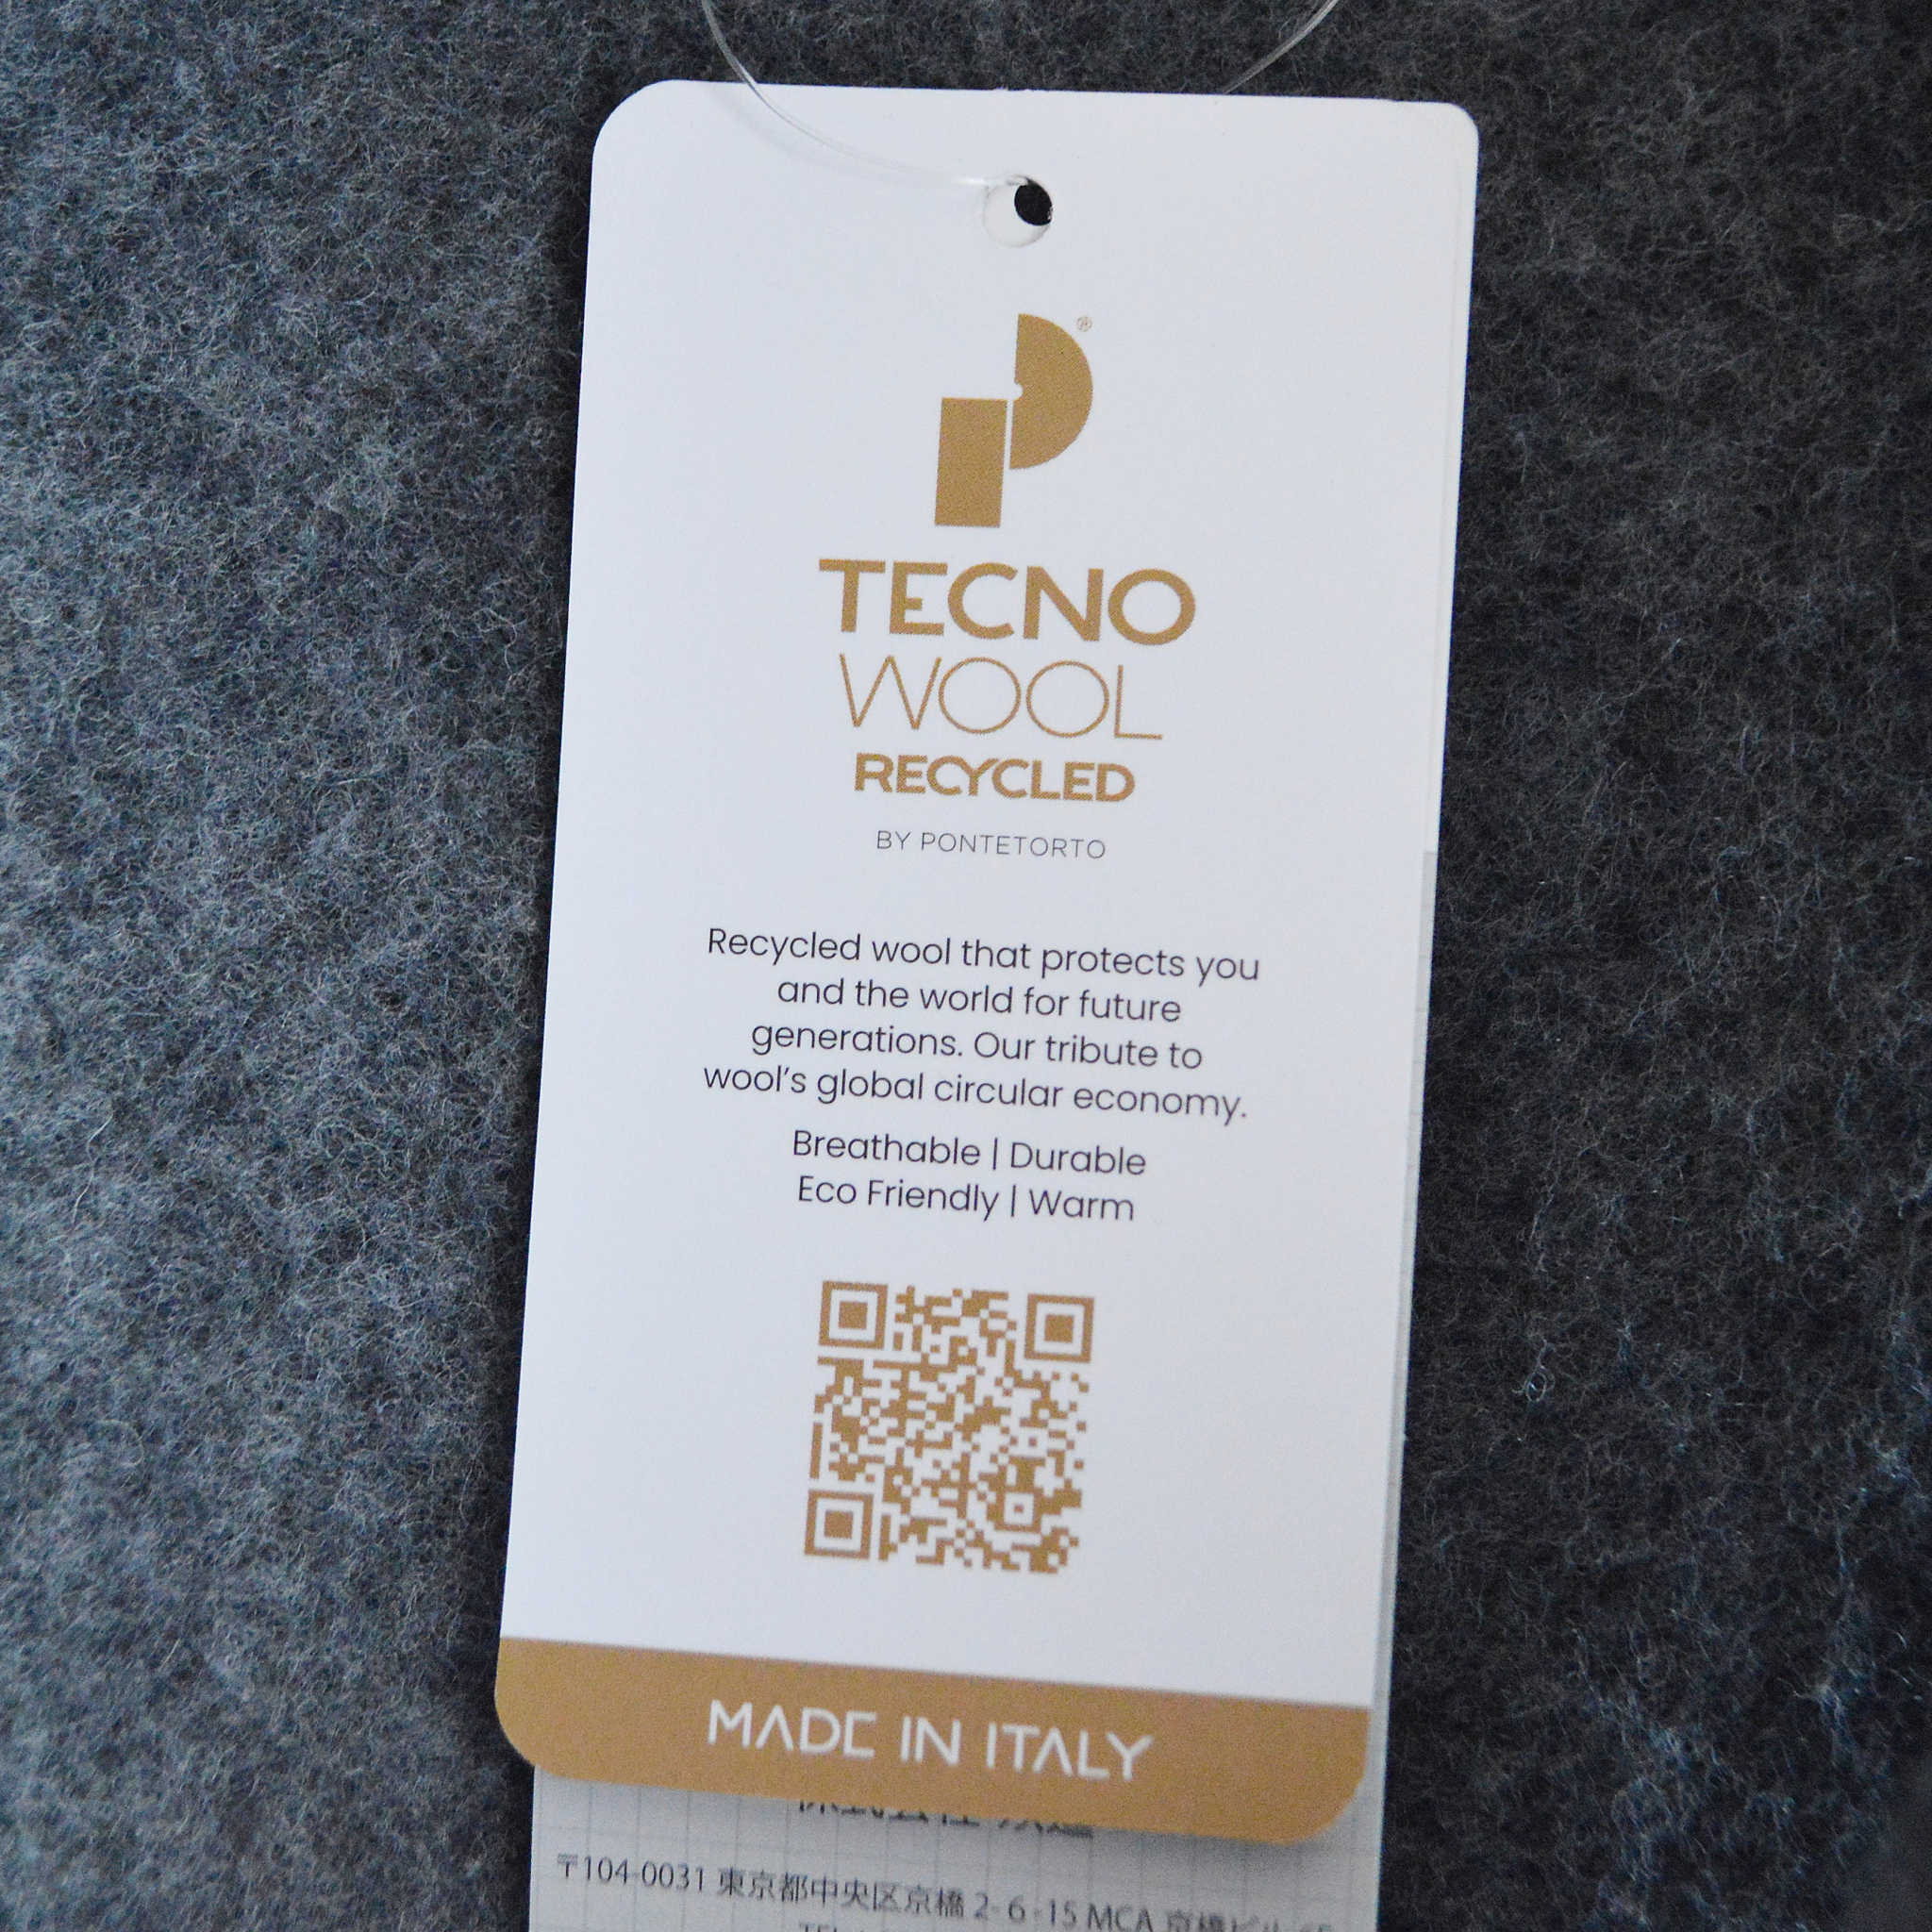 ®
TECNO
WOOL
RECYCLED
BY PONTETORTO
Recycled wool that protects you
and the world for future
generations. Our tribute to
wool's global circular economy.
Breathable | Durable
Eco Friendly | Warm
MADE IN ITALY
〒104-0031 東京都中央区京橋 2-6-15 MCA